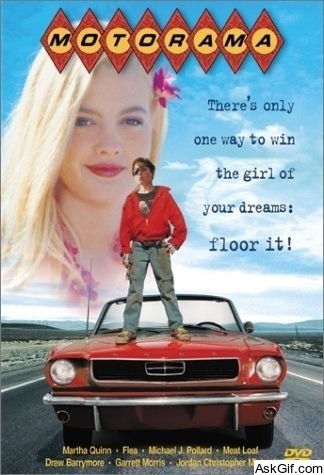 MOTORAMA
There's only
one way to win
the girl of
your dreams:
floor it!
Martha Quinn · Flea · Michael J. Pollard · Meat Loaf
Drew Barrymore · Garrett Morris · Jordan Christopher
DVD
AskGif.com